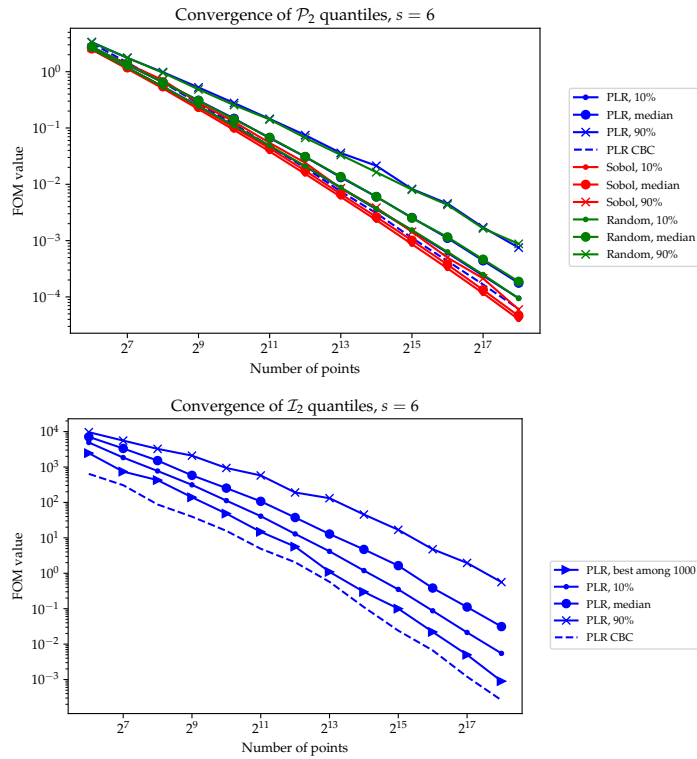 Convergence of 𝒫₂ quantiles, s = 6
FOM value
10⁰
10⁻¹
10⁻²
10⁻³
10⁻⁴
2⁷
2⁹
2¹¹
2¹³
2¹⁵
2¹⁷
Number of points
PLR, 10%
PLR, median
PLR, 90%
PLR CBC
Sobol, 10%
Sobol, median
Sobol, 90%
Random, 10%
Random, median
Random, 90%
Convergence of ℐ₂ quantiles, s = 6
FOM value
10⁴
10³
10²
10¹
10⁰
10⁻¹
10⁻²
10⁻³
2⁷
2⁹
2¹¹
2¹³
2¹⁵
2¹⁷
Number of points
PLR, best among 1000
PLR, 10%
PLR, median
PLR, 90%
PLR CBC